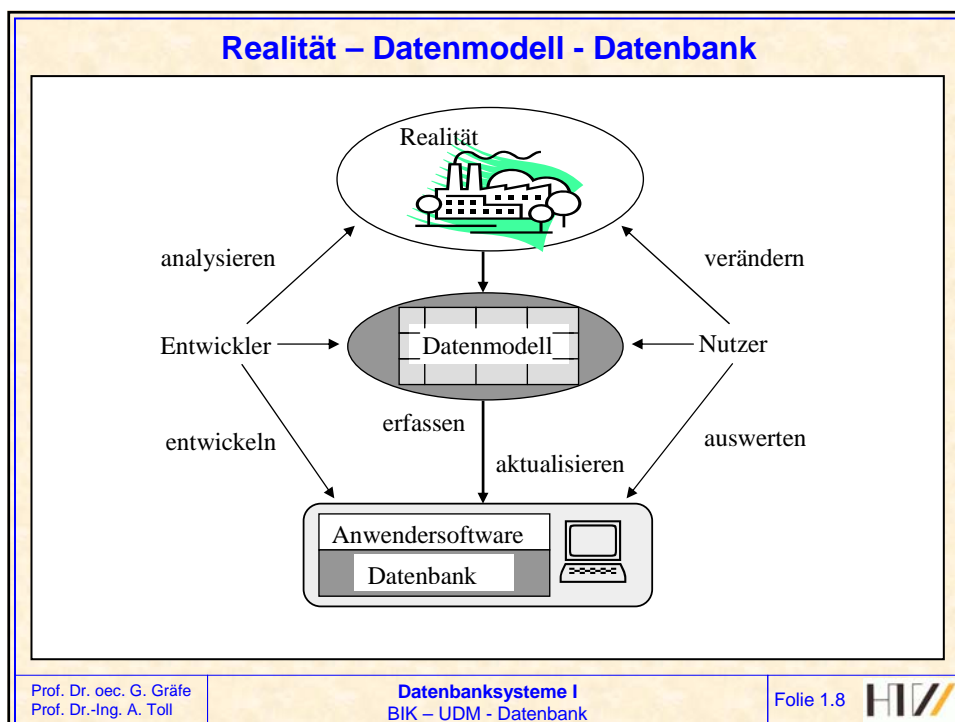 Realität – Datenmodell - Datenbank
Realität
analysieren
verändern
Entwickler
Datenmodell
Nutzer
erfassen
entwickeln
auswerten
aktualisieren
Anwendersoftware
Datenbank
Prof. Dr. oec. G. Gräfe
Prof. Dr.-Ing. A. Toll
Datenbanksysteme I
BIK – UDM - Datenbank
Folie 1.8
HTW